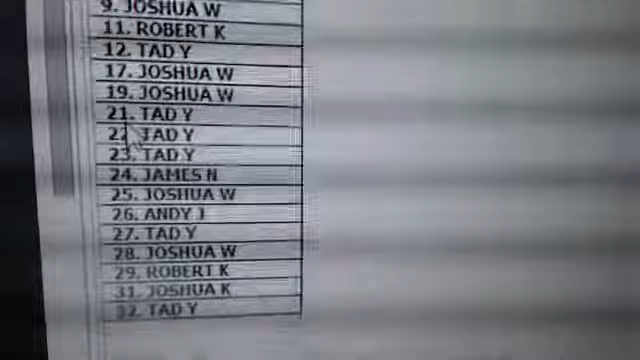 9. JOSHUA W
11. ROBERT K
12. TAD Y
17. JOSHUA W
19. JOSHUA W
21. TAD Y
22. TAD Y
23. TAD Y
24. JAMES N
25. JOSHUA W
26. ANDY J
27. TAD Y
28. JOSHUA W
29. ROBERT K
31. JOSHUA K
32. TAD Y